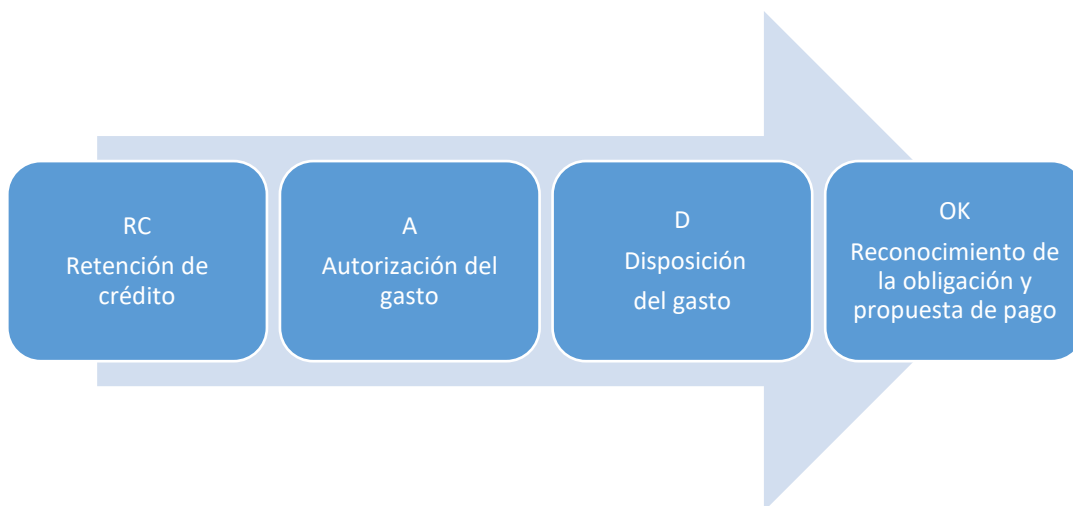 RC
Retención de
crédito
A
Autorización del
gasto
D
Disposición
del gasto
OK
Reconocimiento de
la obligación y
propuesta de pago